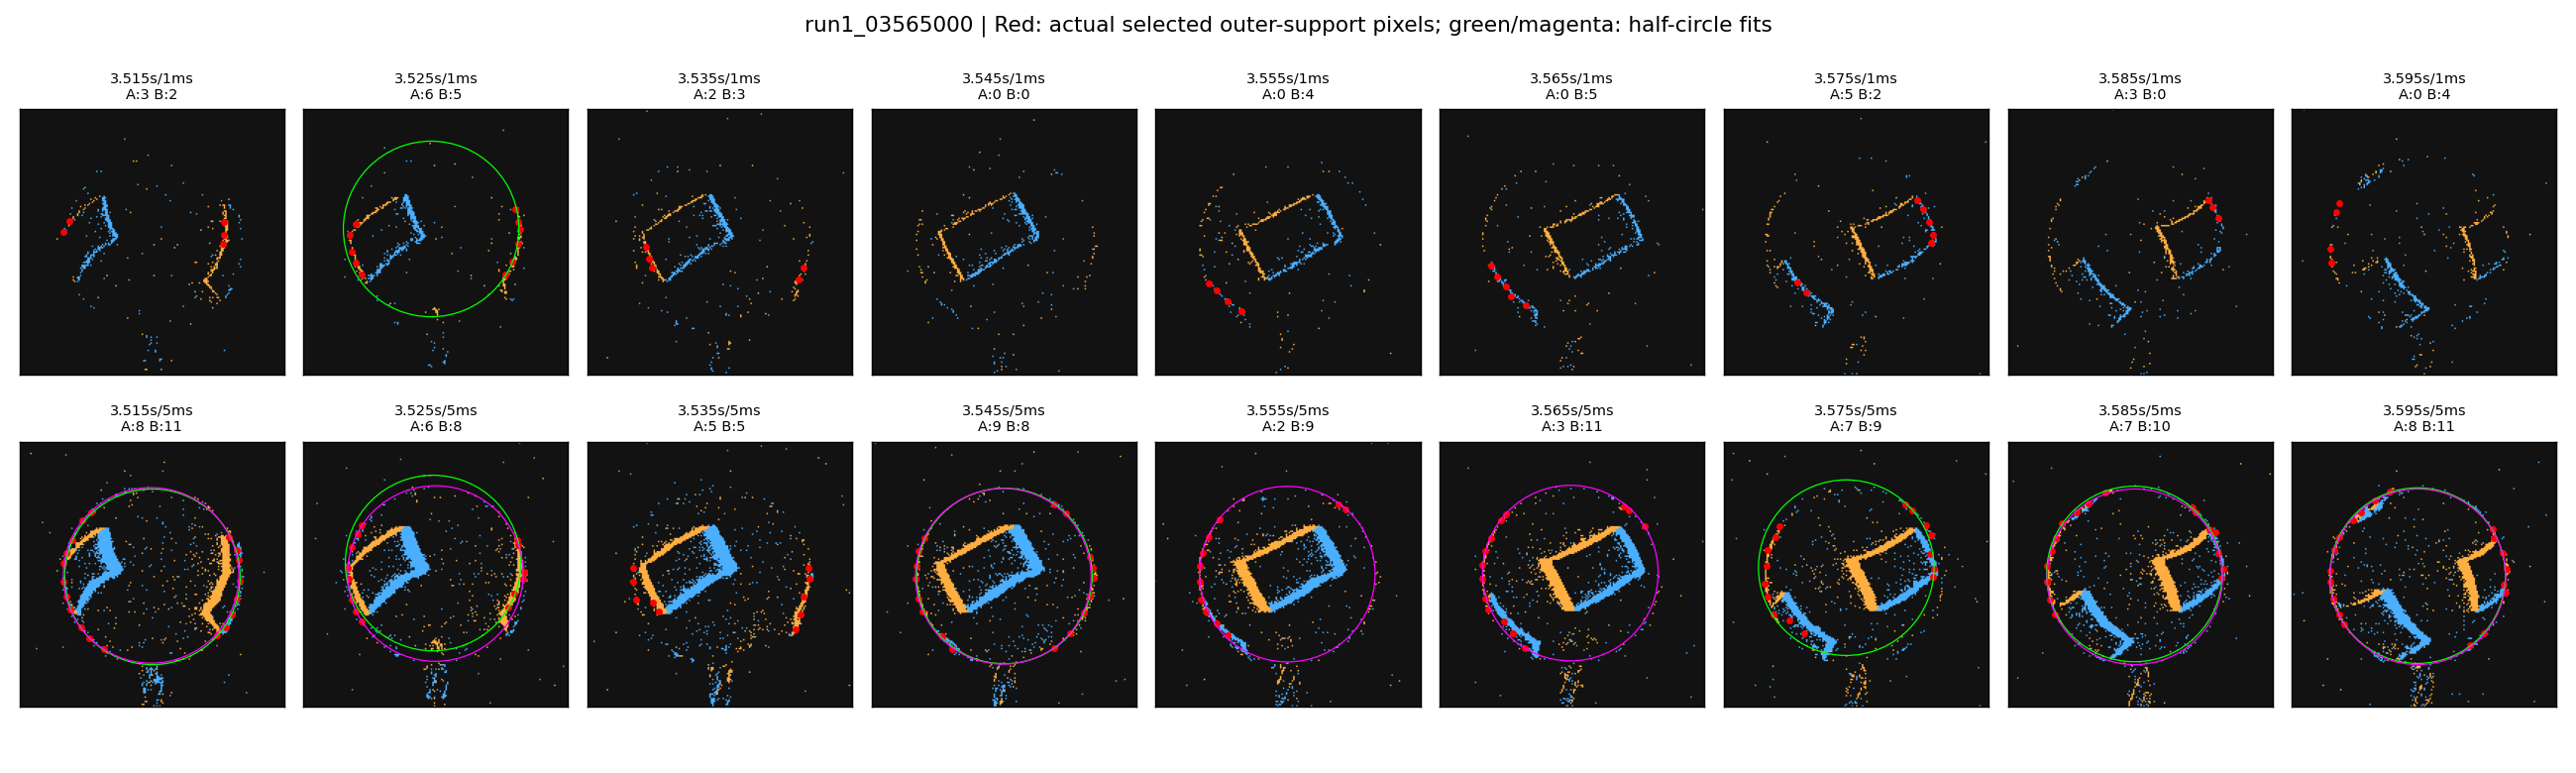 run1_03565000 | Red: actual selected outer-support pixels; green/magenta: half-circle fits
3.515s/1ms
A:3 B:2
3.525s/1ms
A:6 B:5
3.535s/1ms
A:2 B:3
3.545s/1ms
A:0 B:0
3.555s/1ms
A:0 B:4
3.565s/1ms
A:0 B:5
3.575s/1ms
A:5 B:2
3.585s/1ms
A:3 B:0
3.595s/1ms
A:0 B:4
3.515s/5ms
A:8 B:11
3.525s/5ms
A:6 B:8
3.535s/5ms
A:5 B:5
3.545s/5ms
A:9 B:8
3.555s/5ms
A:2 B:9
3.565s/5ms
A:3 B:11
3.575s/5ms
A:7 B:9
3.585s/5ms
A:7 B:10
3.595s/5ms
A:8 B:11